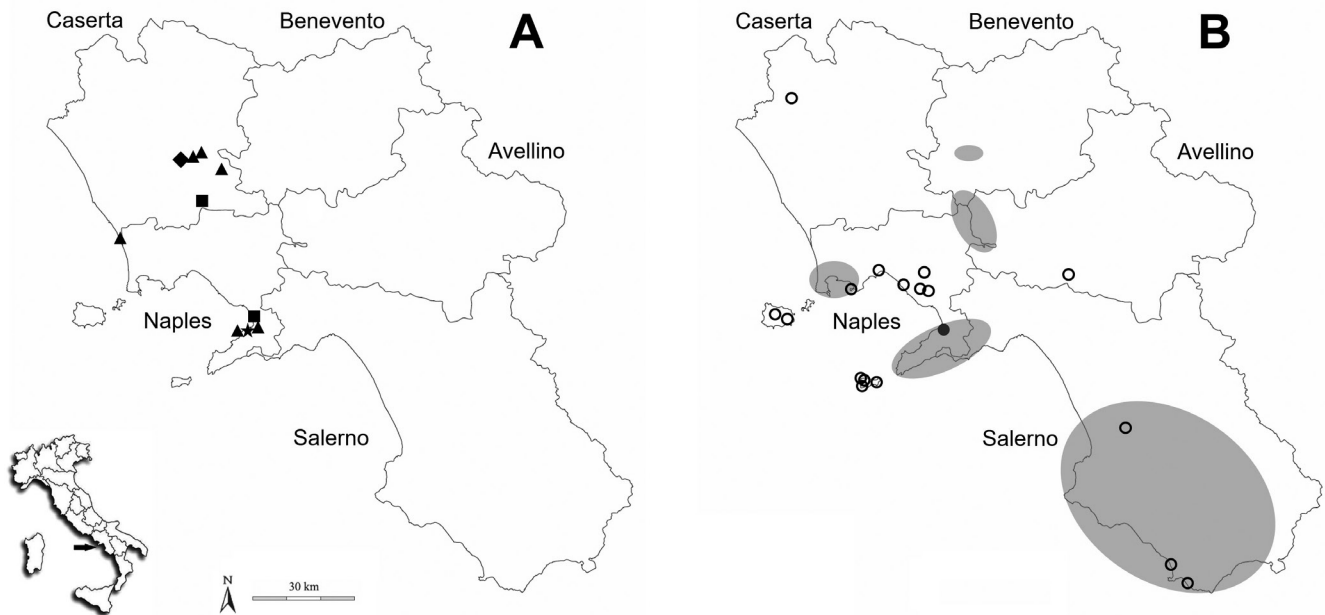 Caserta
Benevento
A
Avellino
Naples
Salerno
N
30 km
Caserta
Benevento
B
Avellino
Naples
Salerno